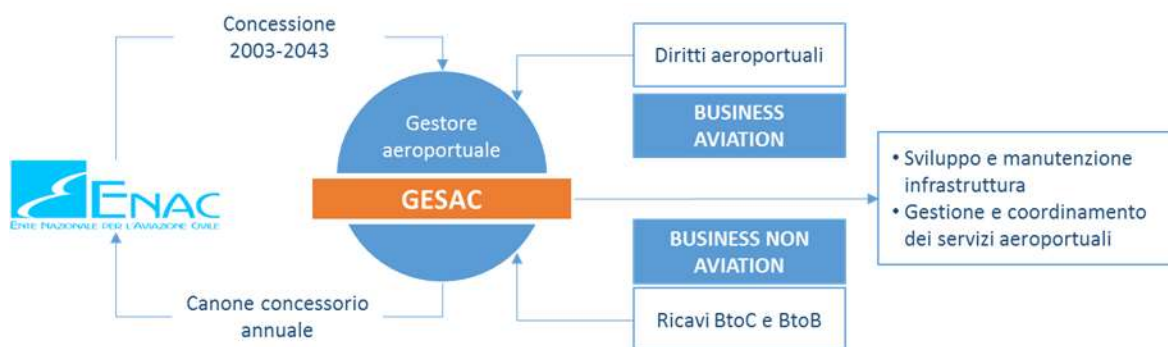 Concessione
2003-2043
Diritti aeroportuali
BUSINESS
AVIATION
Gestore
aeroportuale
GESAC
ENAC
ENTE NAZIONALE PER L'AVIAZIONE CIVILE
• Sviluppo e manutenzione
infrastruttura
• Gestione e coordinamento
dei servizi aeroportuali
BUSINESS NON
AVIATION
Canone concessorio
annuale
Ricavi BtoC e BtoB